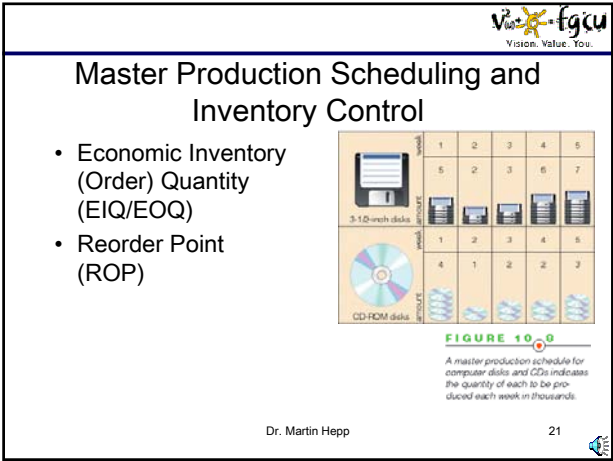 fgcu
Vision. Value. You.
Master Production Scheduling and
Inventory Control
• Economic Inventory
(Order) Quantity
(EIQ/EOQ)
• Reorder Point
(ROP)
week 1 2 3 4 5
amount 5 2 3 6 7
3-1.0-inch disks
week 1 2 3 4 5
amount 4 1 2 2 3
CD-ROM disks
FIGURE 10.8
A master production schedule for
computer disks and CDs indicates
the quantity of each to be pro-
duced each week in thousands.
Dr. Martin Hepp 21